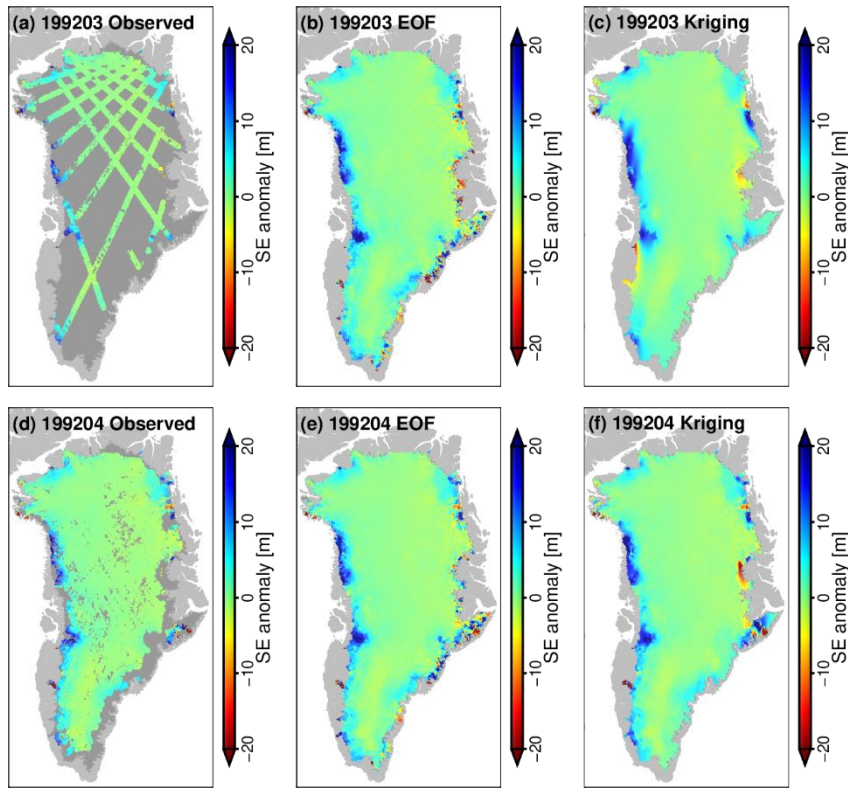 (a) 199203 Observed
20
10
0
−10
−20
SE anomaly [m]
(b) 199203 EOF
20
10
0
−10
−20
SE anomaly [m]
(c) 199203 Kriging
20
10
0
−10
−20
SE anomaly [m]
(d) 199204 Observed
20
10
0
−10
−20
SE anomaly [m]
(e) 199204 EOF
20
10
0
−10
−20
SE anomaly [m]
(f) 199204 Kriging
20
10
0
−10
−20
SE anomaly [m]